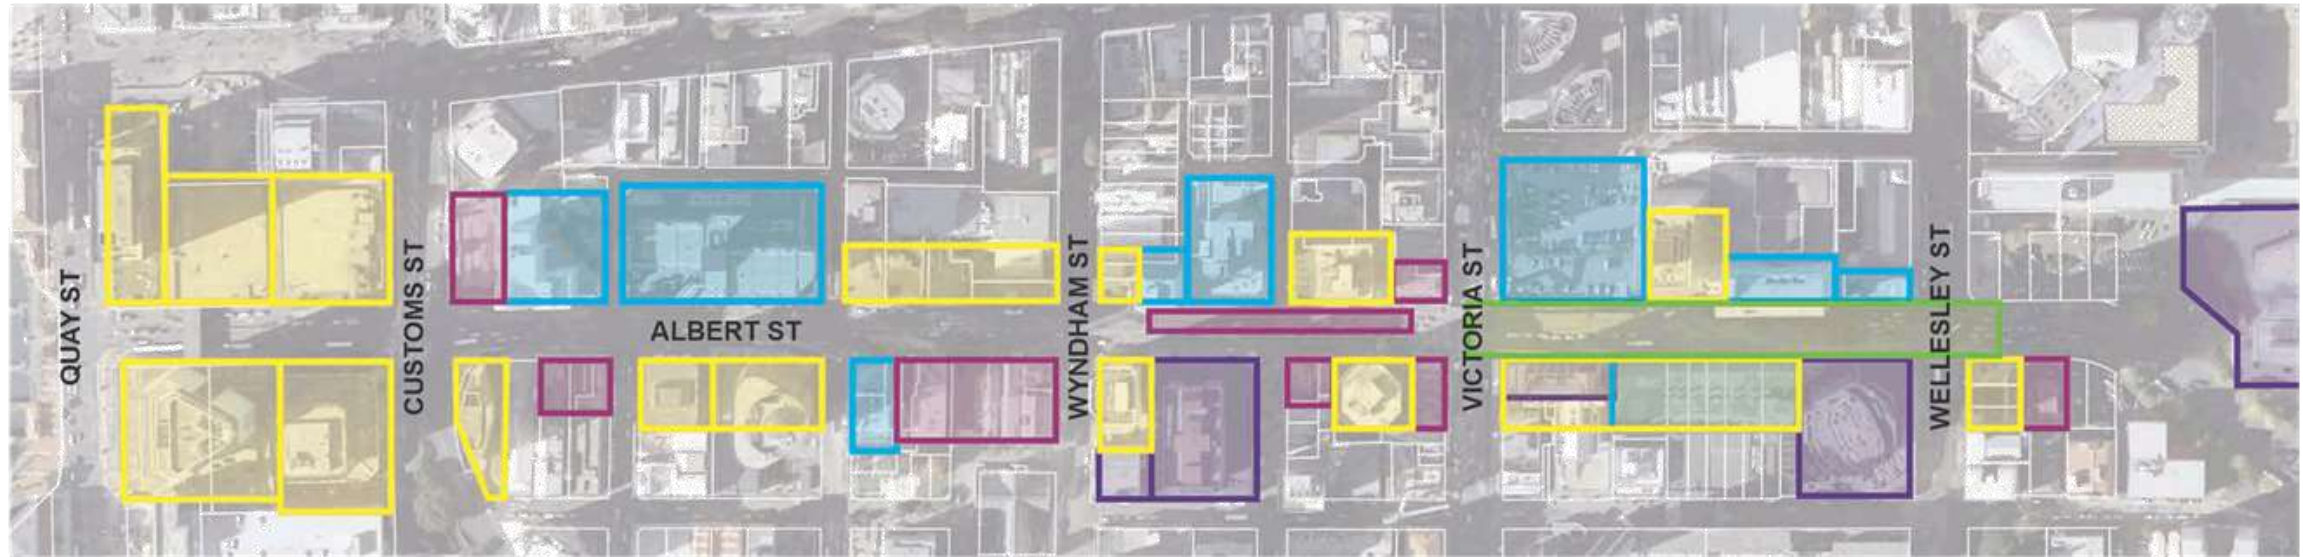 QUAY ST
CUSTOMS ST
ALBERT ST
WYNDHAM ST
VICTORIA ST
WELLESLEY ST